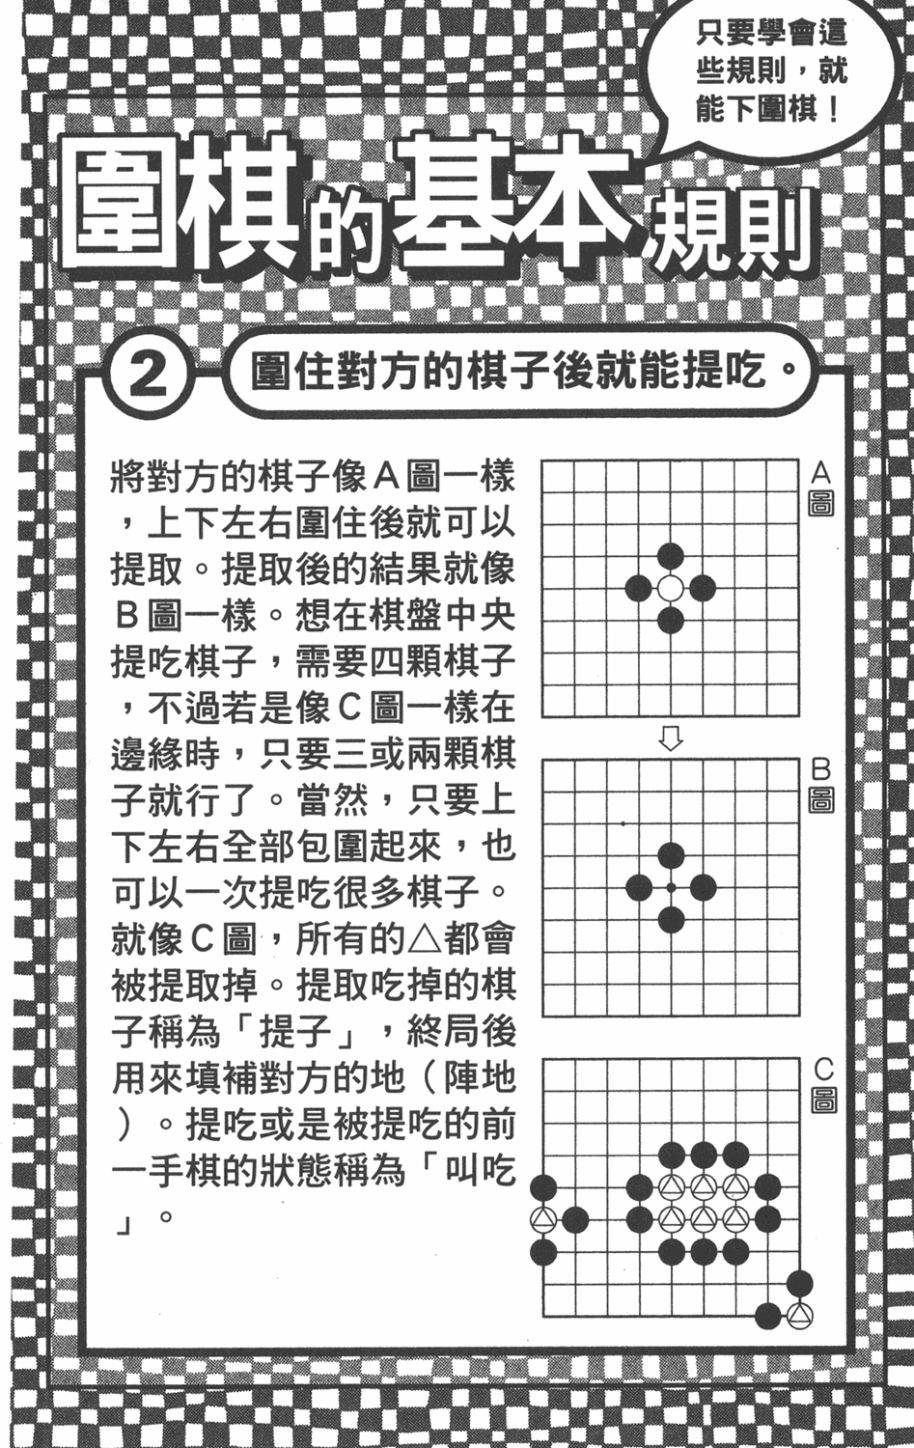 只要學會這
些規則，就
能下圍棋！
圍棋的基本規則
2
圍住對方的棋子後就能提吃。
將對方的棋子像Ａ圖一樣
，上下左右圍住後就可以
提取。提取後的結果就像
Ｂ圖一樣。想在棋盤中央
提吃棋子，需要四顆棋子
，不過若是像Ｃ圖一樣在
邊緣時，只要三或兩顆棋
子就行了。當然，只要上
下左右全部包圍起來，也
可以一次提吃很多棋子。
就像Ｃ圖，所有的△都會
被提取掉。提取吃掉的棋
子稱為「提子」，終局後
用來填補對方的地（陣地
）。提吃或是被提吃的前
一手棋的狀態稱為「叫吃
」。
A圖
B圖
C圖